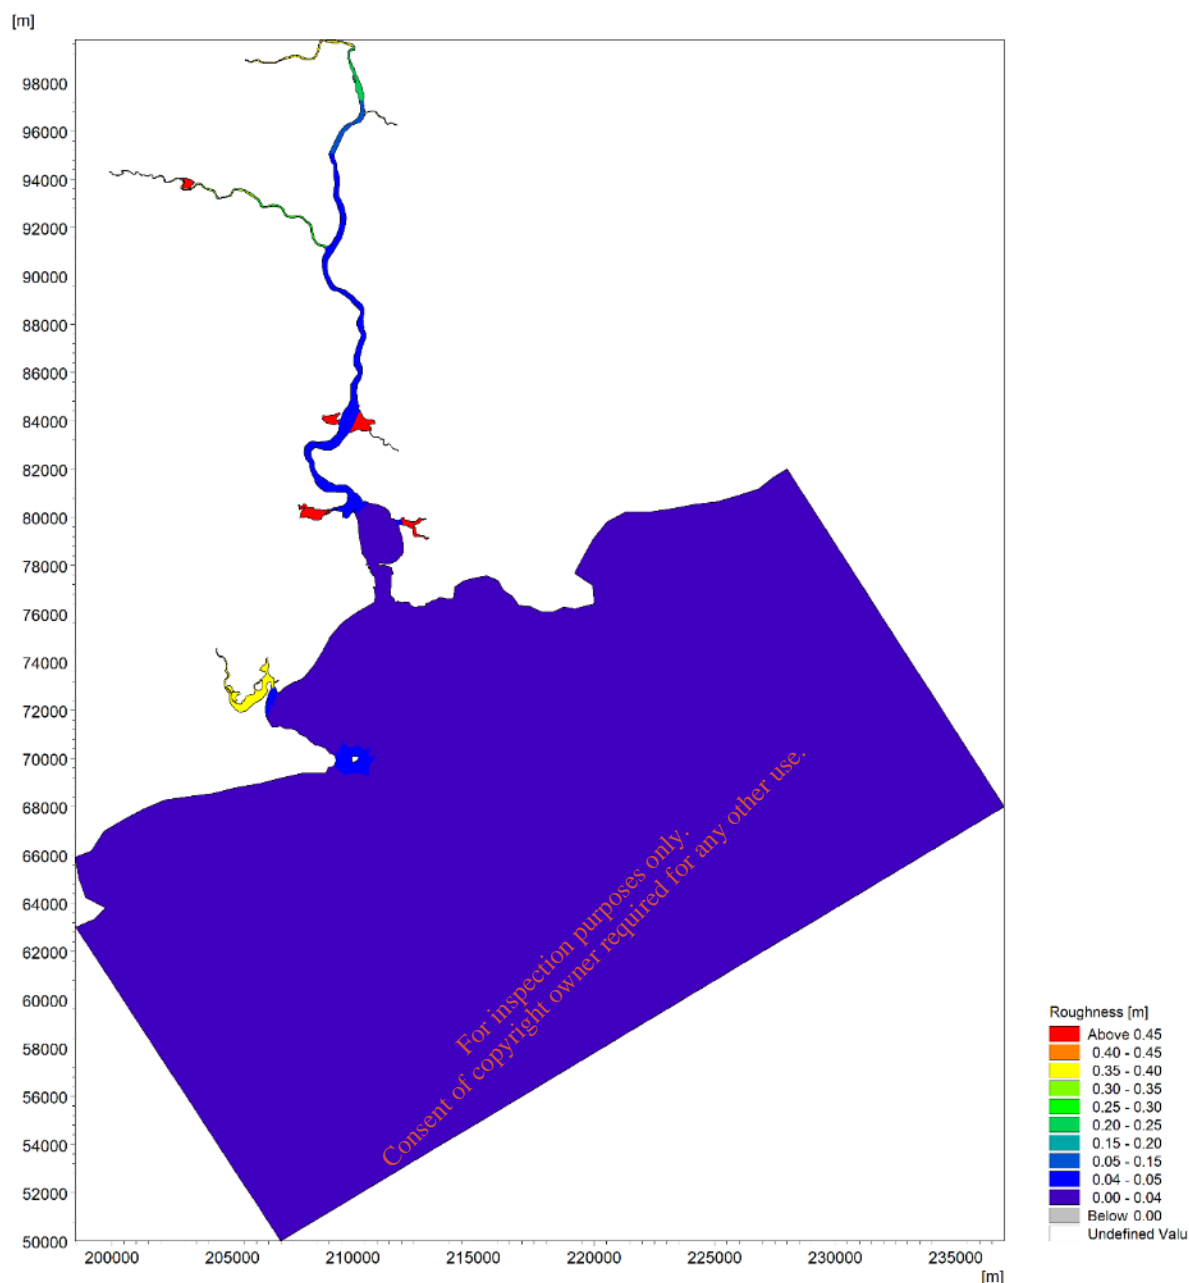 [m]
98000
96000
94000
92000
90000
88000
86000
84000
82000
80000
78000
76000
74000
72000
70000
68000
66000
64000
62000
60000
58000
56000
54000
52000
50000
200000 205000 210000 215000 220000 225000 230000 235000
[m]
For inspection purposes only.
Consent of copyright owner required for any other use.
Roughness [m]
Above 0.45
0.40 - 0.45
0.35 - 0.40
0.30 - 0.35
0.25 - 0.30
0.20 - 0.25
0.15 - 0.20
0.05 - 0.15
0.04 - 0.05
0.00 - 0.04
Below 0.00
Undefined Valu